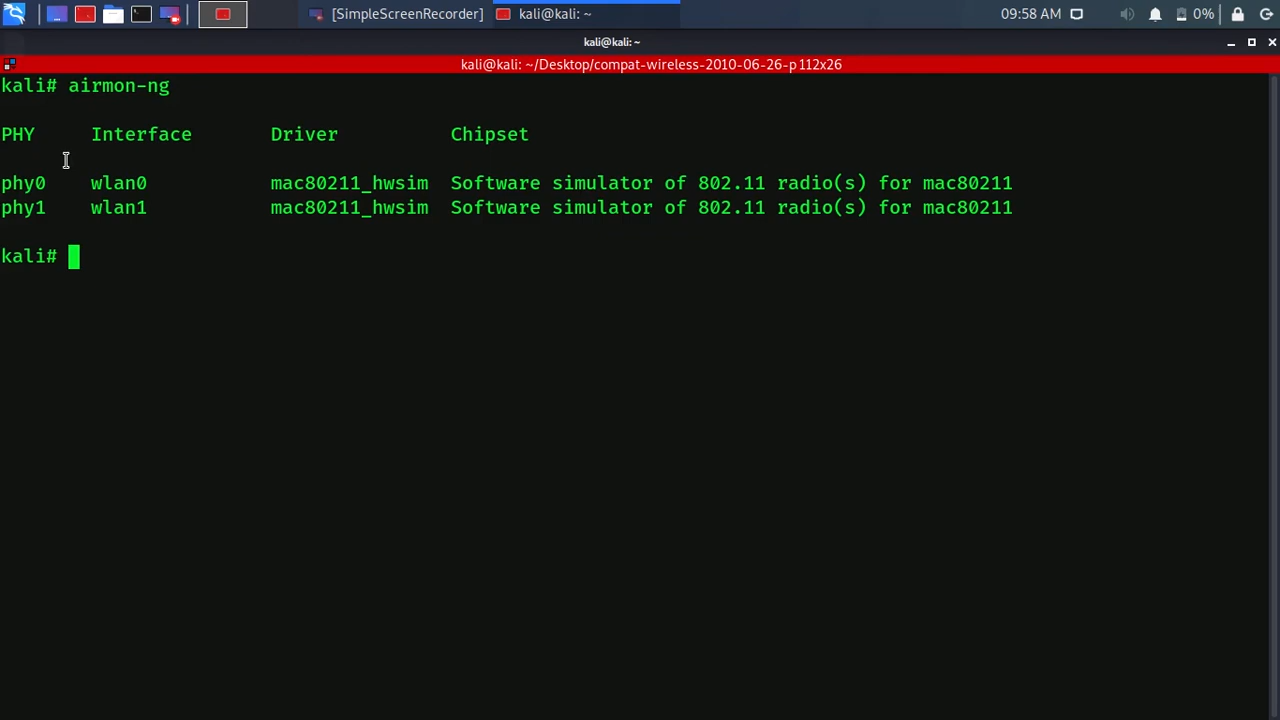 [SimpleScreenRecorder] kali@kali: ~ 09:58 AM 0%
kali@kali: ~
kali@kali: ~/Desktop/compat-wireless-2010-06-26-p 112x26
kali# airmon-ng
PHY Interface Driver Chipset
phy0 wlan0 mac80211_hwsim Software simulator of 802.11 radio(s) for mac80211
phy1 wlan1 mac80211_hwsim Software simulator of 802.11 radio(s) for mac80211
kali#